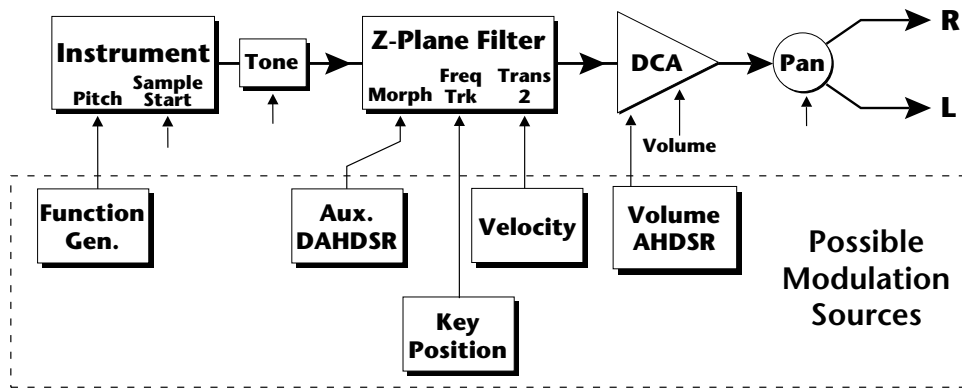 Instrument
Pitch
Sample
Start
Tone
Z-Plane Filter
Morph
Freq
Trk
Trans
2
DCA
Volume
Pan
R
L
Function
Gen.
Aux.
DAHDSR
Velocity
Volume
AHDSR
Key
Position
Possible
Modulation
Sources